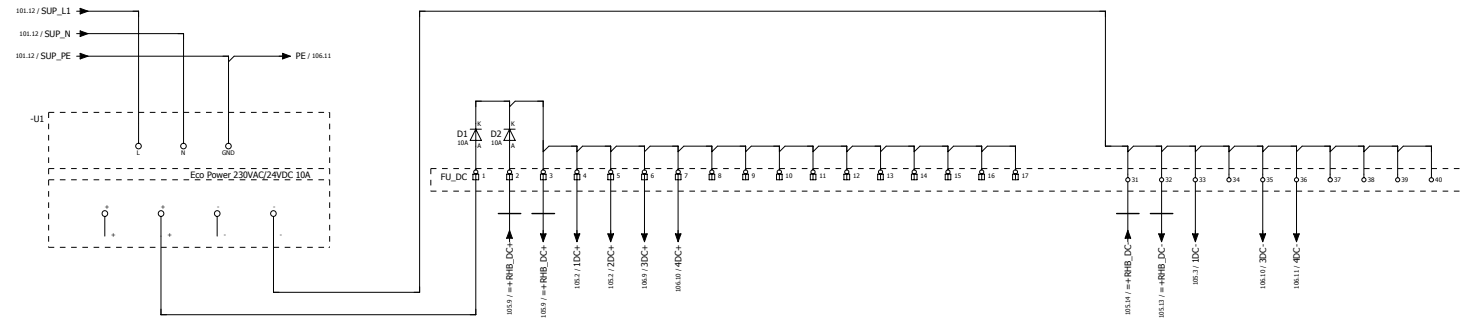 101.12 / SUP_L1
101.12 / SUP_N
101.12 / SUP_PE
PE / 106.11
-U1
L
N
GND
Eco Power 230VAC/24VDC 10A
+
+
-
-
+
+
-
-
K
D1
10A
A
K
D2
10A
A
FU_DC
1
2
3
4
5
6
7
8
9
10
11
12
13
14
15
16
17
31
32
33
34
35
36
37
38
39
40
105.9 / =+RHB_DC+
105.9 / =+RHB_DC+
105.2 / 1DC+
105.2 / 2DC+
106.9 / 3DC+
106.10 / 4DC+
105.14 / =+RHB_DC-
105.13 / =+RHB_DC-
105.3 / 1DC-
106.10 / 3DC-
106.11 / 4DC-